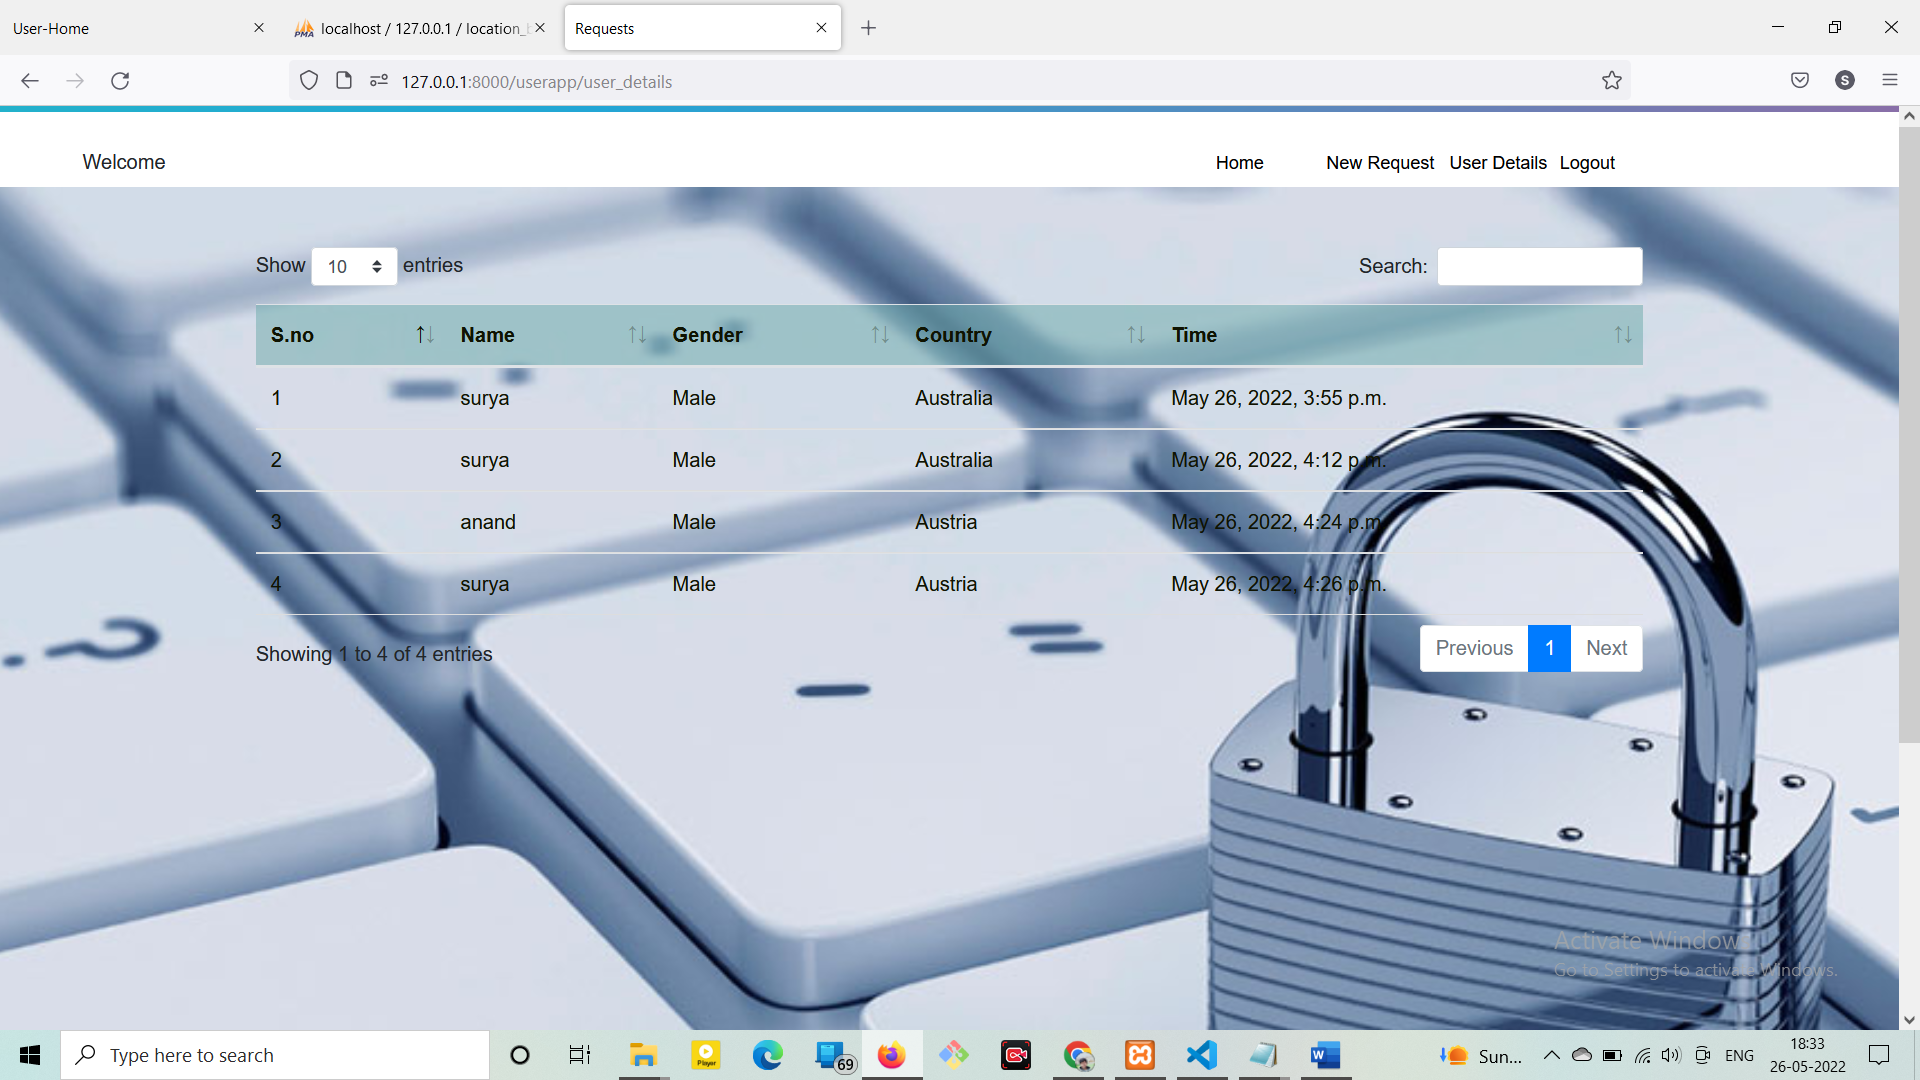 User-Home
localhost / 127.0.0.1 / location_
Requests
127.0.0.1:8000/userapp/user_details
S
Welcome
Home New Request User Details Logout
Show 10 entries
Search:
S.no Name Gender Country Time
1 surya Male Australia May 26, 2022, 3:55 p.m.
2 surya Male Australia May 26, 2022, 4:12 p.m.
3 anand Male Austria May 26, 2022, 4:24 p.m.
4 surya Male Austria May 26, 2022, 4:26 p.m.
Showing 1 to 4 of 4 entries
Previous 1 Next
Activate Windows
Go to Settings to activate Windows.
Type here to search
Player
69
Sun...
ENG
18:33
26-05-2022